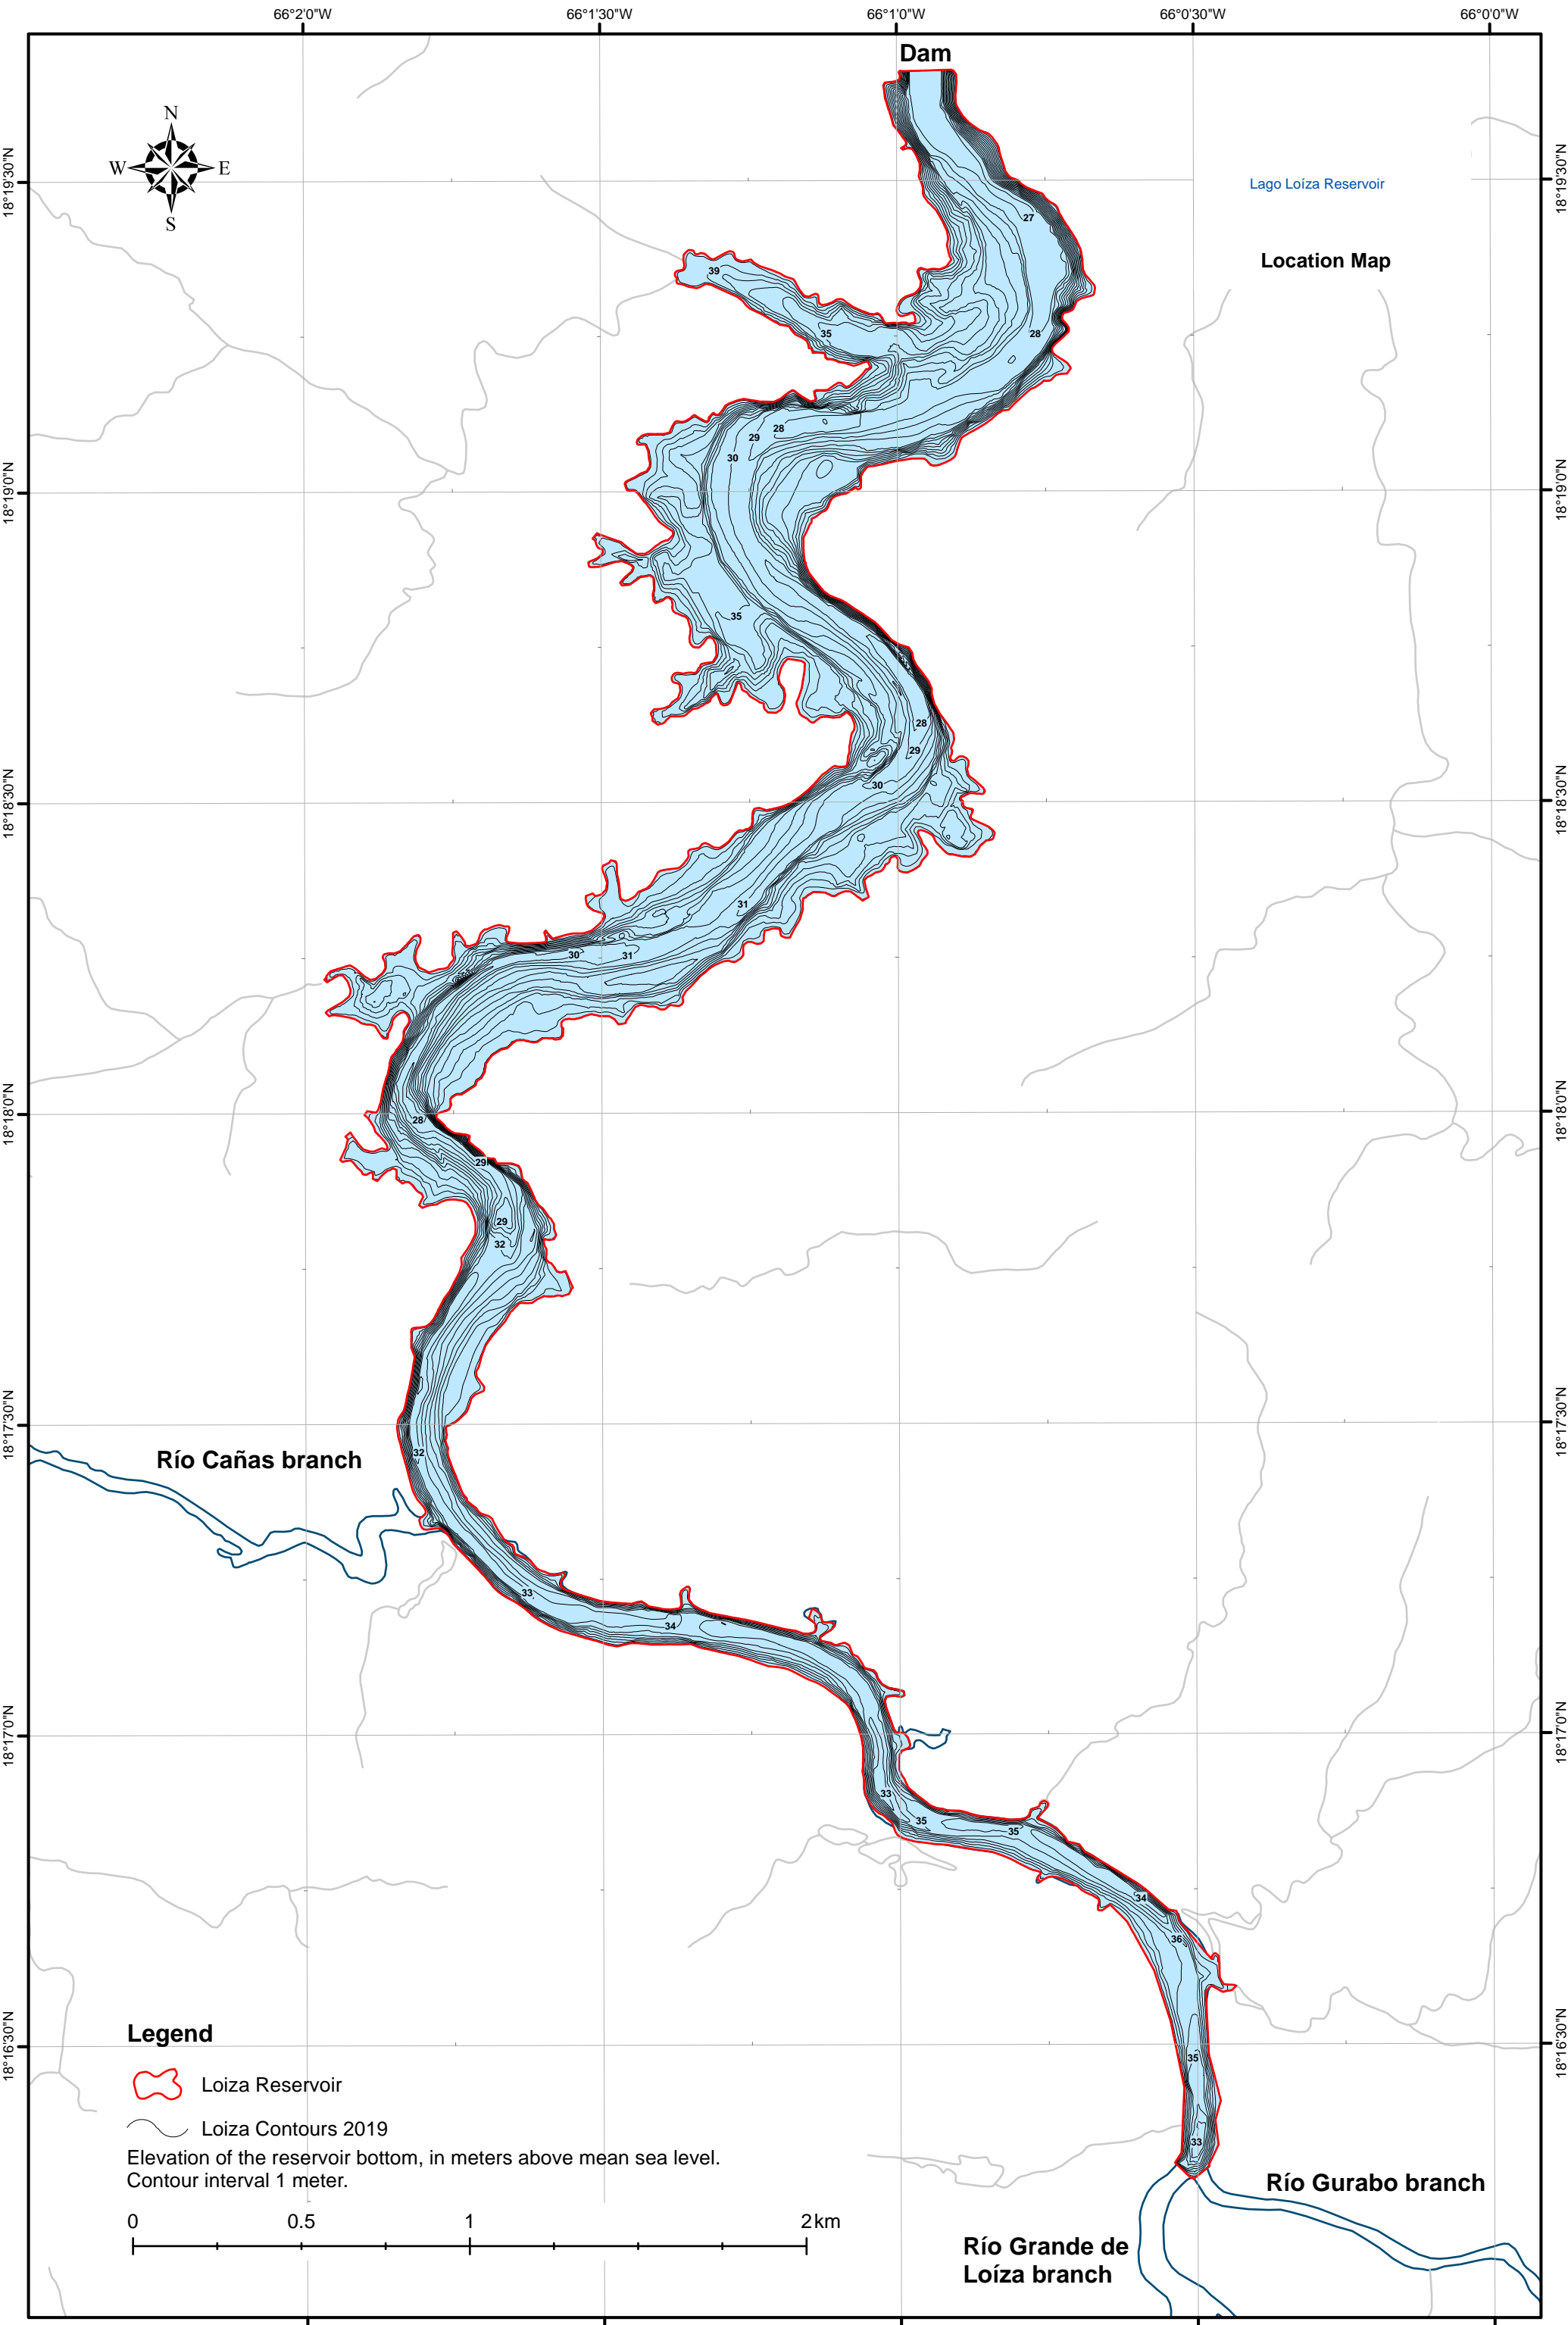 66°2'0"W
66°1'30"W
66°1'0"W
66°0'30"W
66°0'0"W
Dam
N
W
E
S
18°19'30"N
18°19'30"N
Lago Loíza Reservoir
27
Location Map
39
35
28
28
29
30
18°19'0"N
18°19'0"N
35
28
29
30
18°18'30"N
18°18'30"N
31
30
31
18°18'0"N
18°18'0"N
28
29
29
32
18°17'30"N
18°17'30"N
32
Río Cañas branch
33
34
18°17'0"N
18°17'0"N
33
35
35
34
36
Legend
18°16'30"N
18°16'30"N
35
Loiza Reservoir
Loiza Contours 2019
33
Elevation of the reservoir bottom, in meters above mean sea level.
Contour interval 1 meter.
Río Gurabo branch
0
0.5
1
2 km
Río Grande de
Loíza branch